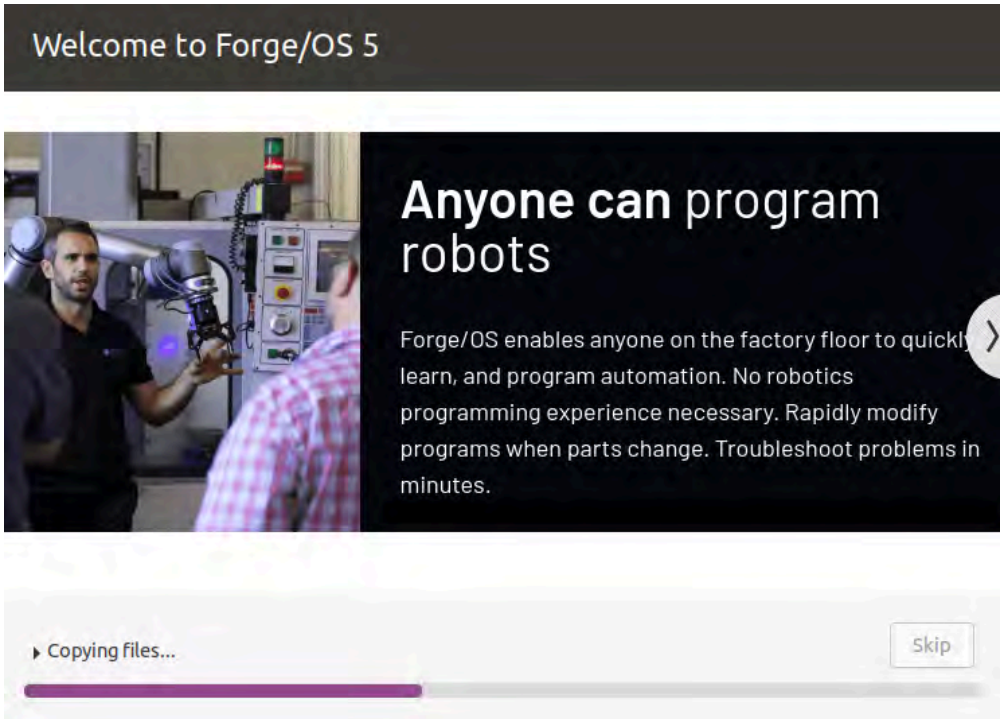 Welcome to Forge/OS 5
Anyone can program
robots
Forge/OS enables anyone on the factory floor to quickly
learn, and program automation. No robotics
programming experience necessary. Rapidly modify
programs when parts change. Troubleshoot problems in
minutes.
Copying files...
Skip